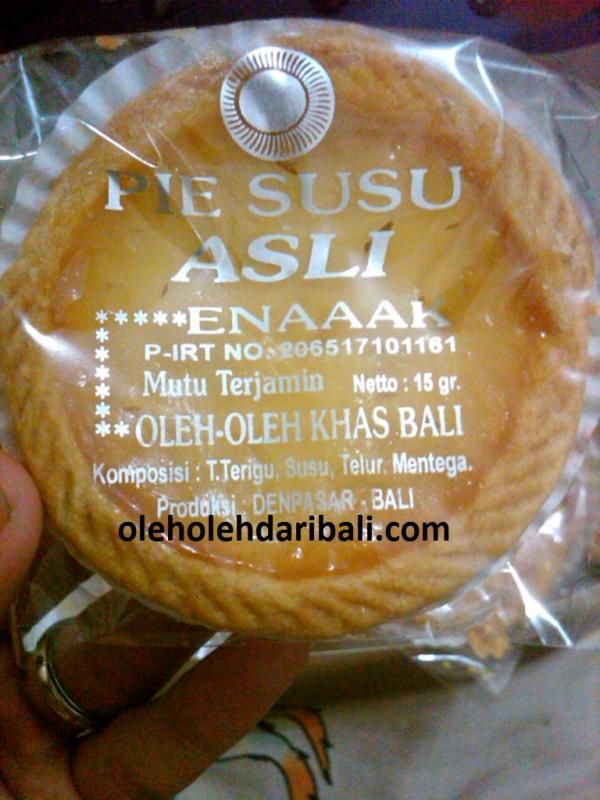 PIE SUSU
ASLI
*****ENAAAK
P-IRT NO. 206517101161
Mutu Terjamin Netto : 15 gr.
**OLEH-OLEH KHAS BALI
Komposisi : T.Terigu, Susu, Telur, Mentega.
Produksi : DENPASAR - BALI
oleholehdaribali.com